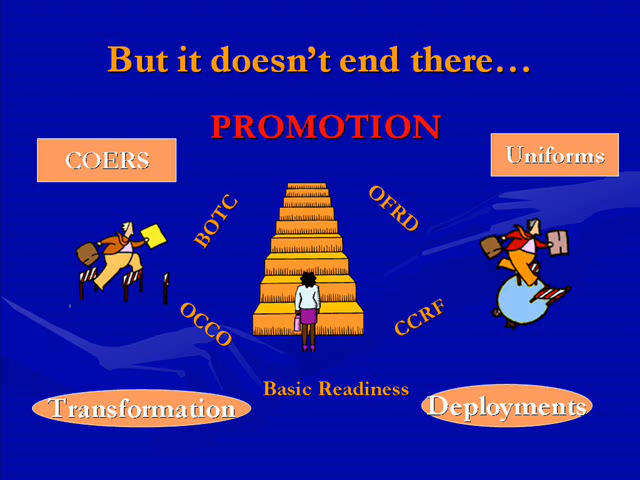 But it doesn’t end there…
PROMOTION
COERS
Uniforms
BOTC
OFRD
OCCO
CCRF
Basic Readiness
Transformation
Deployments